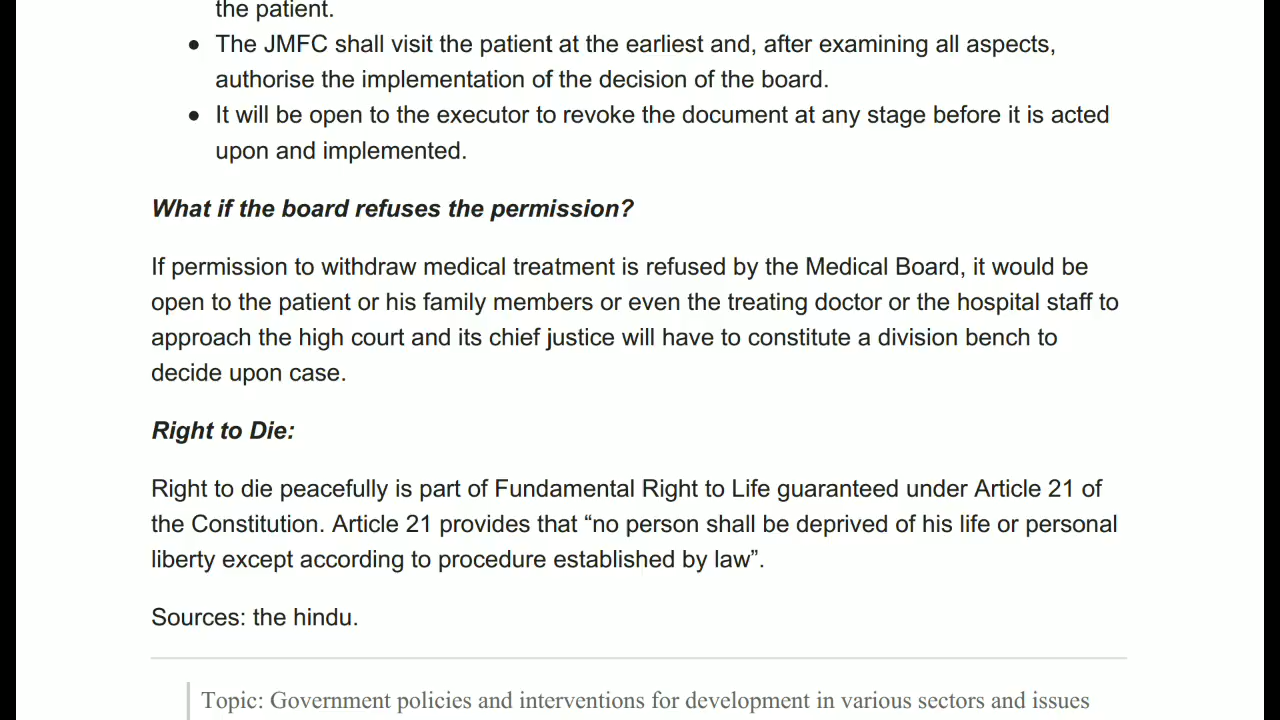 the patient.
● The JMFC shall visit the patient at the earliest and, after examining all aspects,
authorise the implementation of the decision of the board.
● It will be open to the executor to revoke the document at any stage before it is acted
upon and implemented.
What if the board refuses the permission?
If permission to withdraw medical treatment is refused by the Medical Board, it would be
open to the patient or his family members or even the treating doctor or the hospital staff to
approach the high court and its chief justice will have to constitute a division bench to
decide upon case.
Right to Die:
Right to die peacefully is part of Fundamental Right to Life guaranteed under Article 21 of
the Constitution. Article 21 provides that “no person shall be deprived of his life or personal
liberty except according to procedure established by law”.
Sources: the hindu.
Topic: Government policies and interventions for development in various sectors and issues